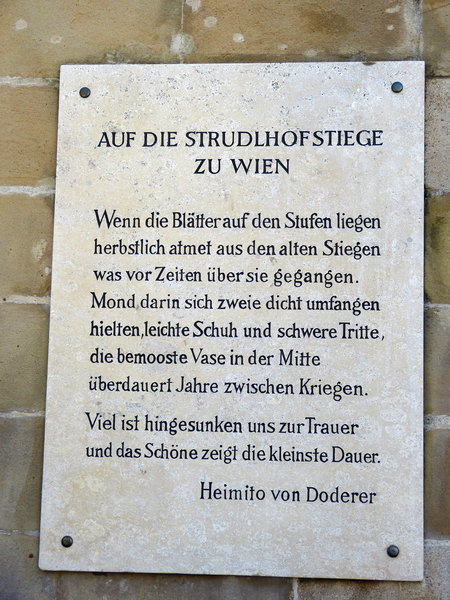 AUF DIE STRUDLHOFSTIEGE
ZU WIEN
Wenn die Blätter auf den Stufen liegen
herbstlich atmet aus den alten Stiegen
was vor Zeiten über sie gegangen.
Mond darin sich zweie dicht umfangen
hielten, leichte Schuh und schwere Tritte,
die bemooste Vase in der Mitte
überdauert Jahre zwischen Kriegen.
Viel ist hingesunken uns zur Trauer
und das Schöne zeigt die kleinste Dauer.
Heimito von Doderer